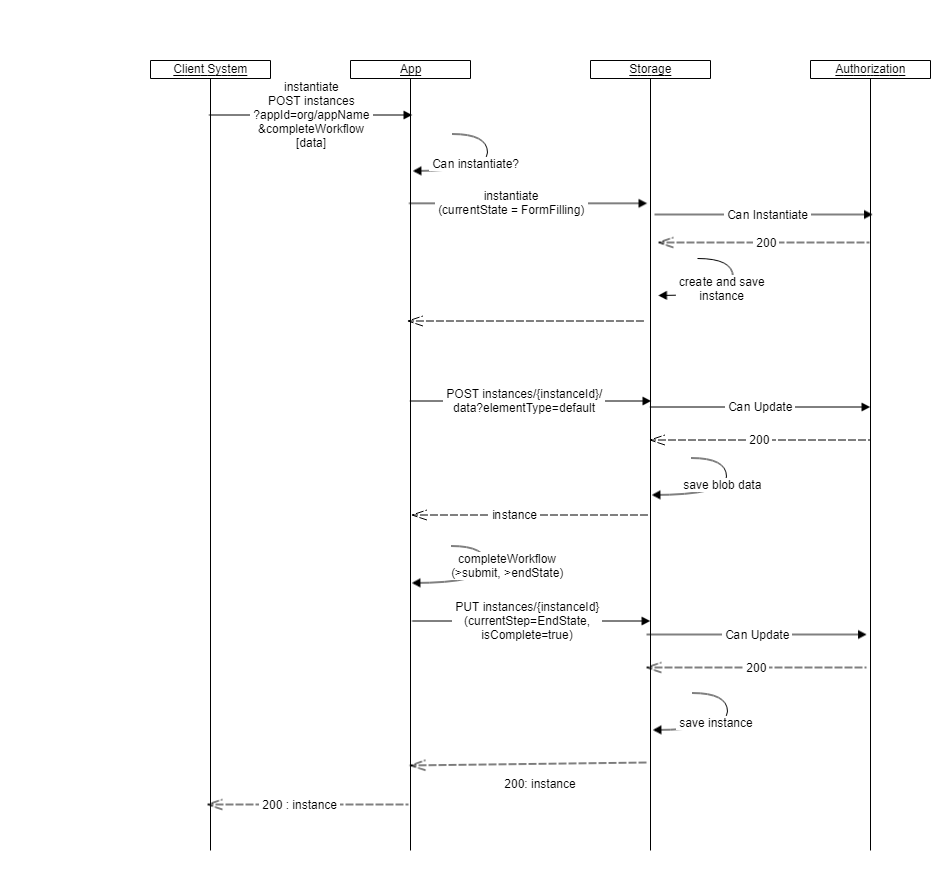 Client System
App
Storage
Authorization
instantiate
POST instances
?appId=org/appName
&completeWorkflow
[data]
Can instantiate?
instantiate
(currentState = FormFilling)
Can Instantiate
200
create and save
instance
POST instances/{instanceId}/
data?elementType=default
Can Update
200
save blob data
instance
completeWorkflow
(>submit, >endState)
PUT instances/{instanceId}
(currentStep=EndState,
isComplete=true)
Can Update
200
save instance
200: instance
200 : instance